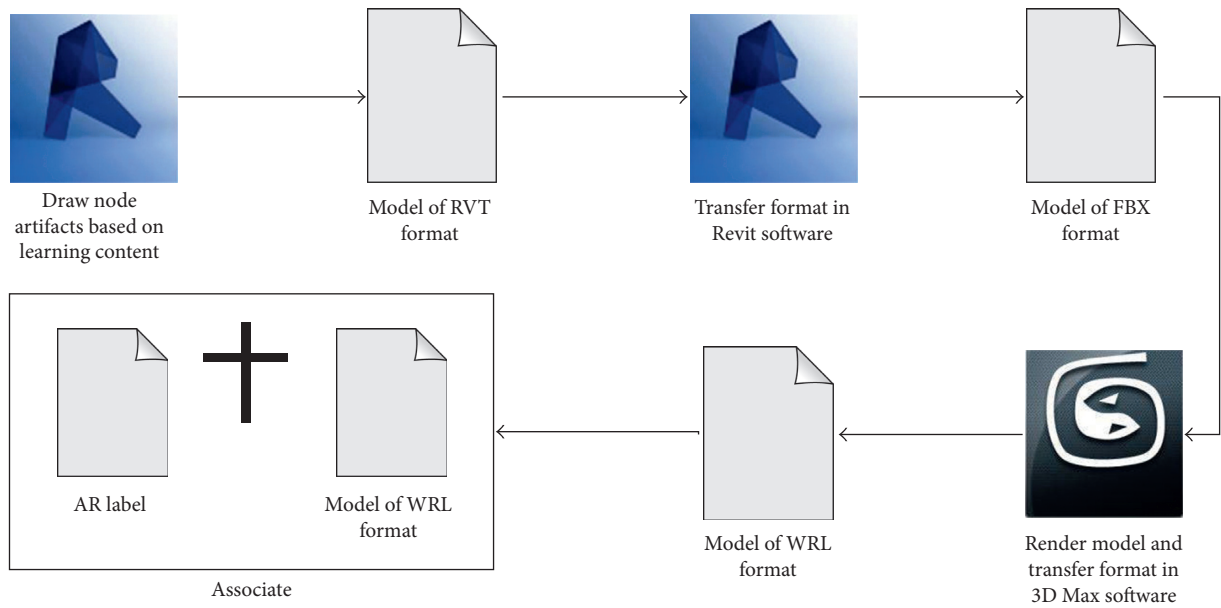 Draw node
artifacts based on
learning content
Model of RVT
format
Transfer format in
Revit software
Model of FBX
format
AR label
Model of WRL
format
Associate
Model of WRL
format
Render model and
transfer format in
3D Max software